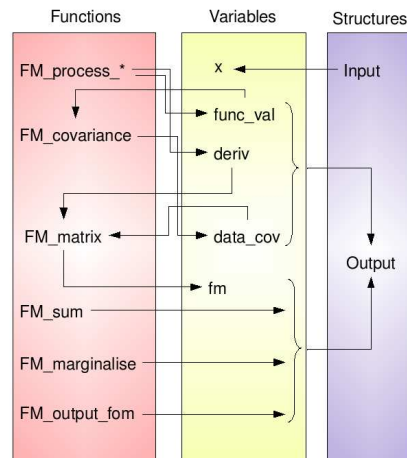 Functions
Variables
Structures
FM_process_*
x
Input
func_val
FM_covariance
deriv
FM_matrix
data_cov
Output
fm
FM_sum
FM_marginalise
FM_output_fom